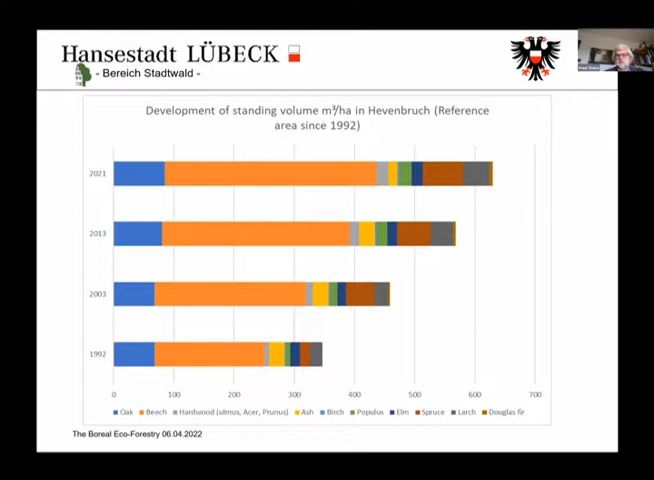 Hansestadt LÜBECK
- Bereich Stadtwald -
Development of standing volume m³/ha in Hevenbruch (Reference
area since 1992)
2021
2013
2003
1992
0 100 200 300 400 500 600 700
Oak Beech Hardwood (ulmus, Acer, Prunus) Ash Birch Populus Elm Spruce Larch Douglas fir
The Boreal Eco-Forestry 06.04.2022